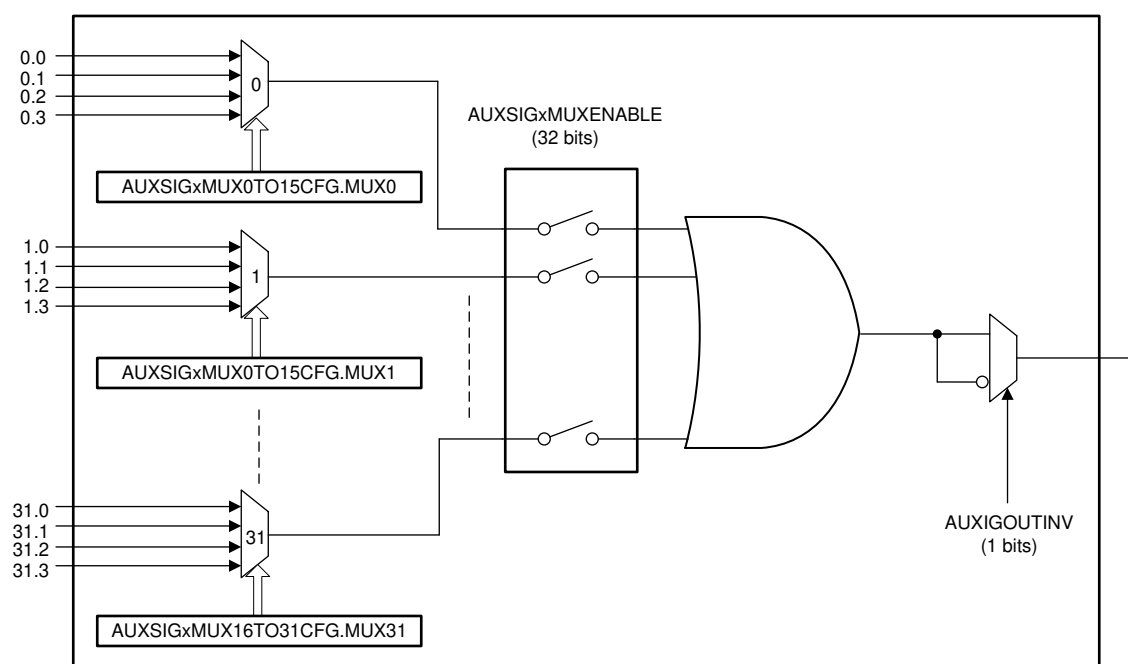 0.0
0.1
0.2
0.3
0
AUXSIGxMUX0TO15CFG.MUX0
AUXSIGxMUXENABLE
(32 bits)
1.0
1.1
1.2
1.3
1
AUXSIGxMUX0TO15CFG.MUX1
31.0
31.1
31.2
31.3
31
AUXSIGxMUX16TO31CFG.MUX31
AUXIGOUTINV
(1 bits)